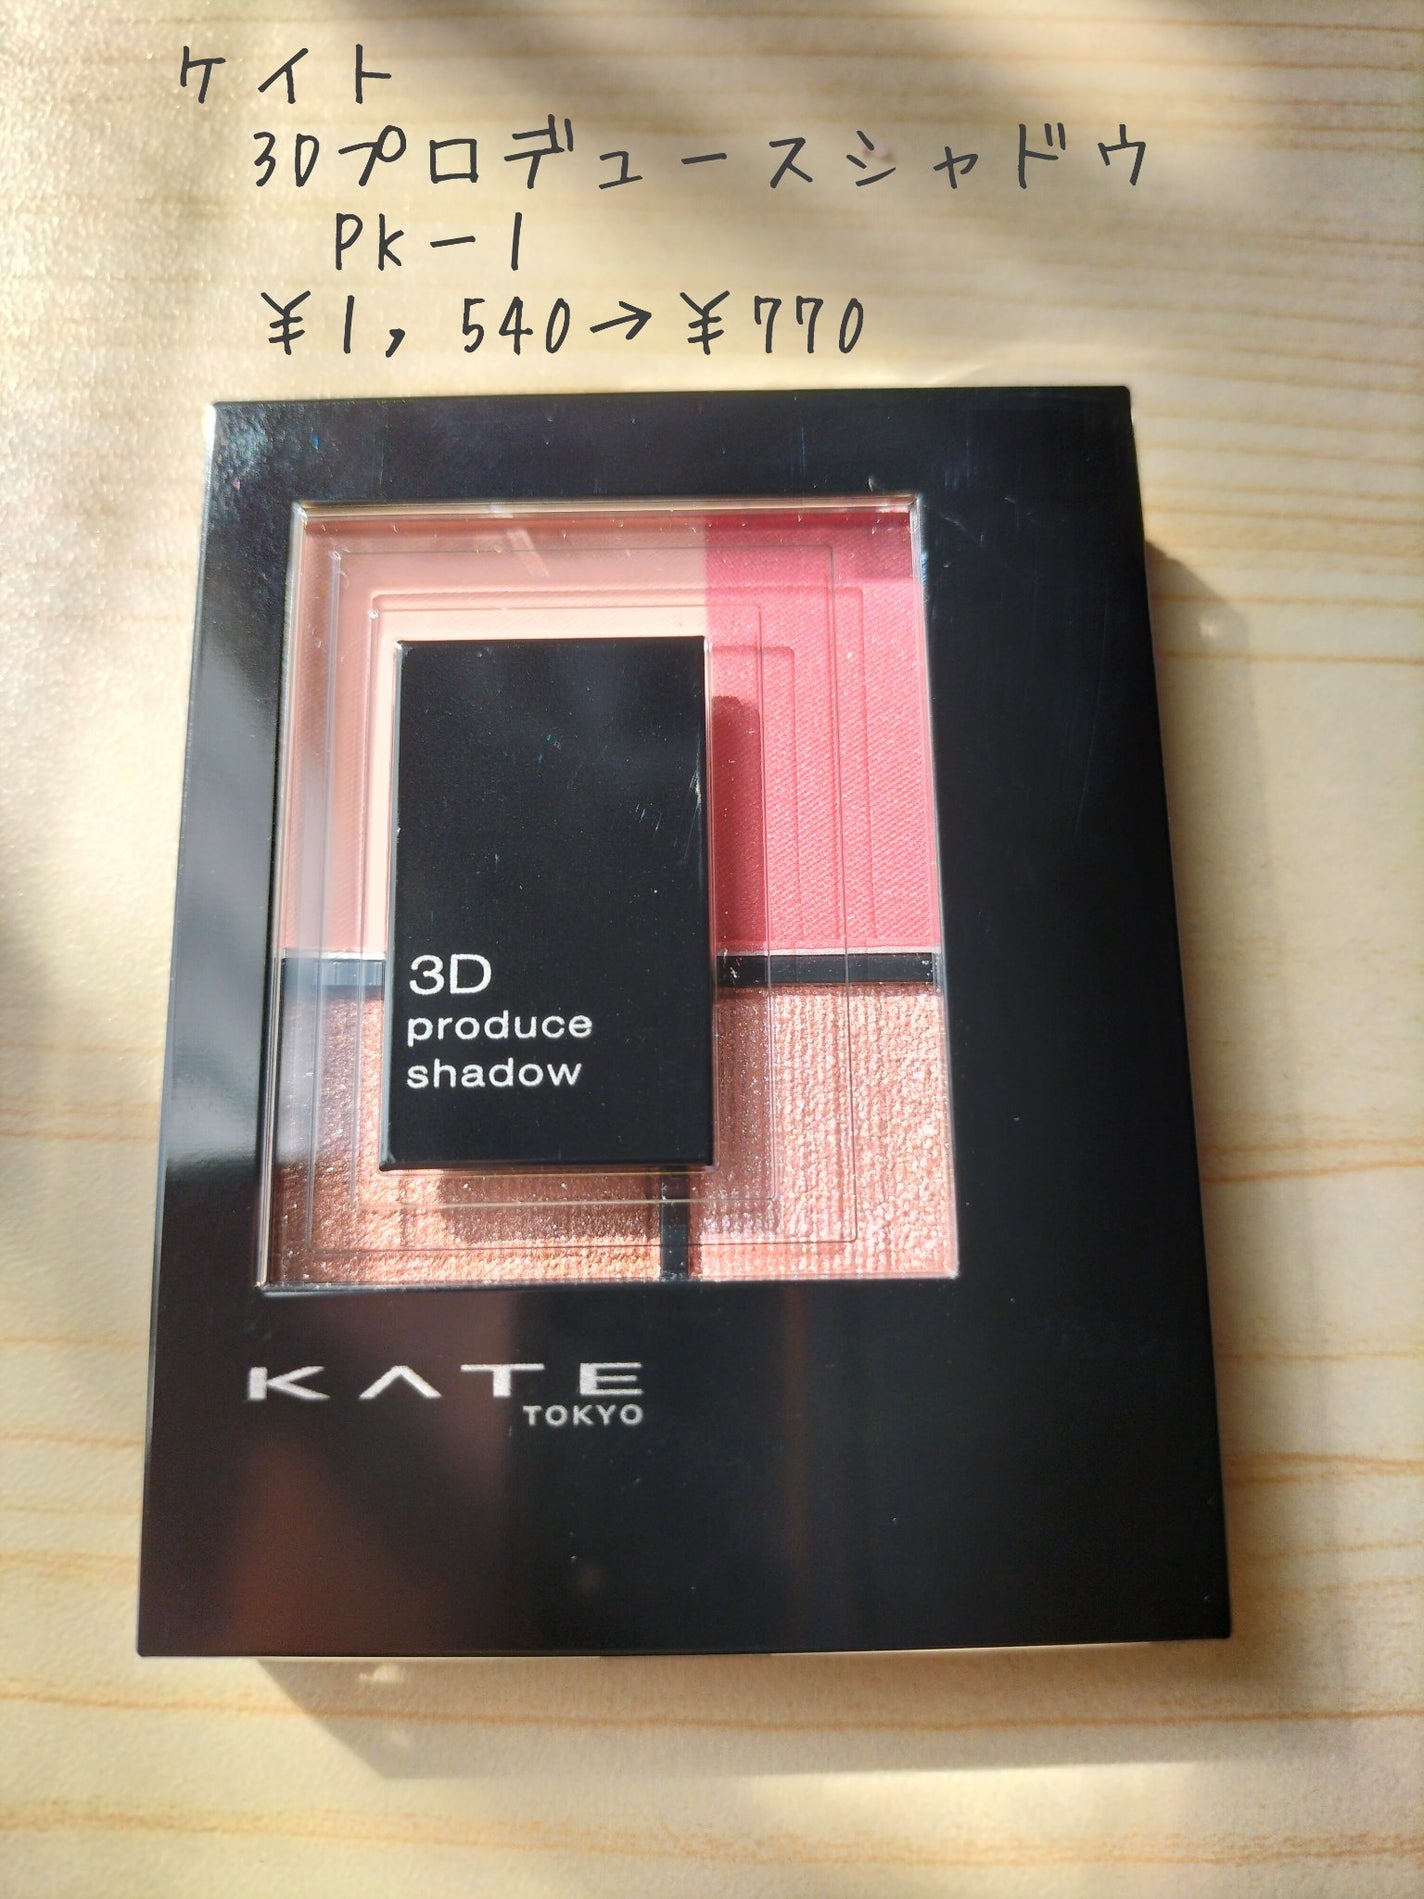 ケイト
3Dプロデュースシャドウ
PK-1
¥1,540→¥770
3D
produce
shadow
KATE
TOKYO